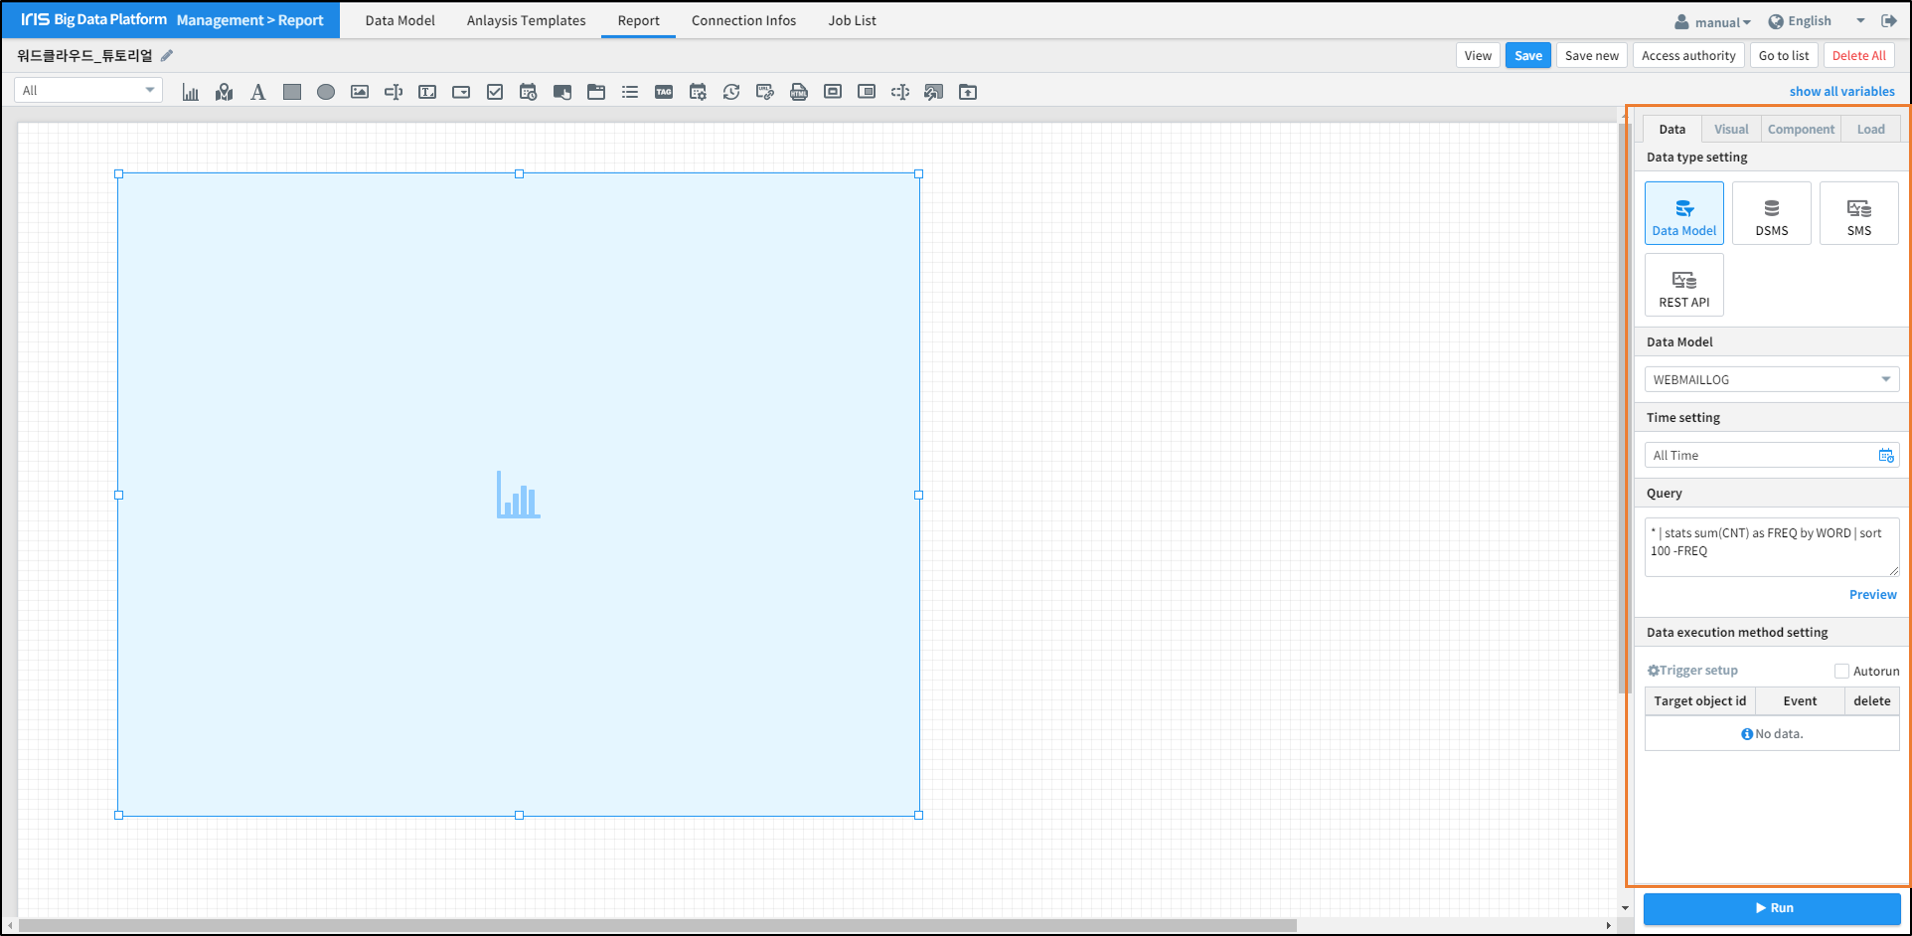 IRIS Big Data Platform Management > Report Data Model Anlaysis Templates Report Connection Infos Job List manual English
워드클라우드_튜토리얼 View Save Save new Access authority Go to list Delete All
All A T TAG URL HTML show all variables
Data Visual Component Load
Data type setting
Data Model DSMS SMS
REST API
Data Model
WEBMAILLOG
Time setting
All Time
Query
* | stats sum(CNT) as FREQ by WORD | sort
100 -FREQ
Preview
Data execution method setting
Trigger setup Autorun
Target object id Event delete
No data.
Run